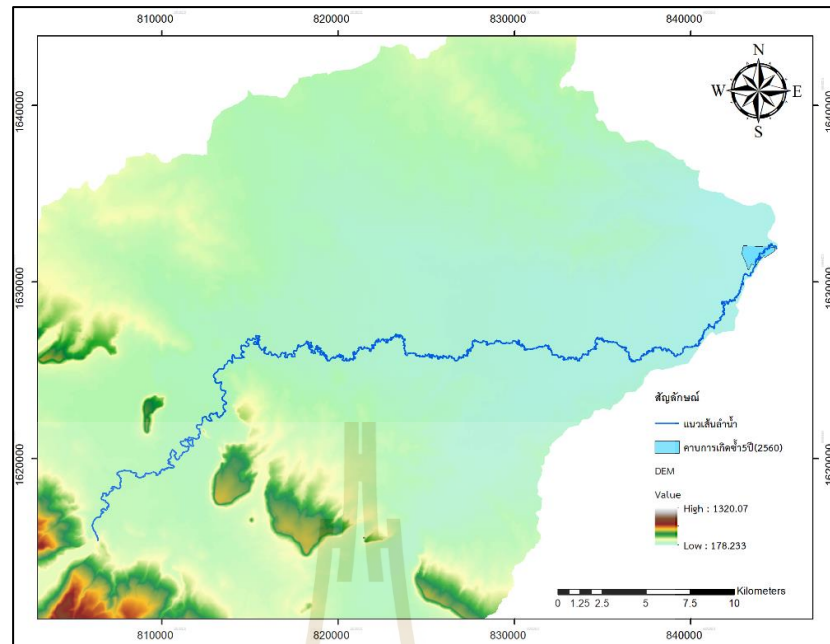 810000 820000 830000 840000
N
W E
S
1640000 1640000
1630000 1630000
1620000 1620000
สัญลักษณ์
แนวเส้นลำน้ำ
คาบการเกิดซ้ำ5ปี(2560)
DEM
Value
High : 1320.07
Low : 178.233
Kilometers
0 1.25 2.5 5 7.5 10
810000 820000 830000 840000